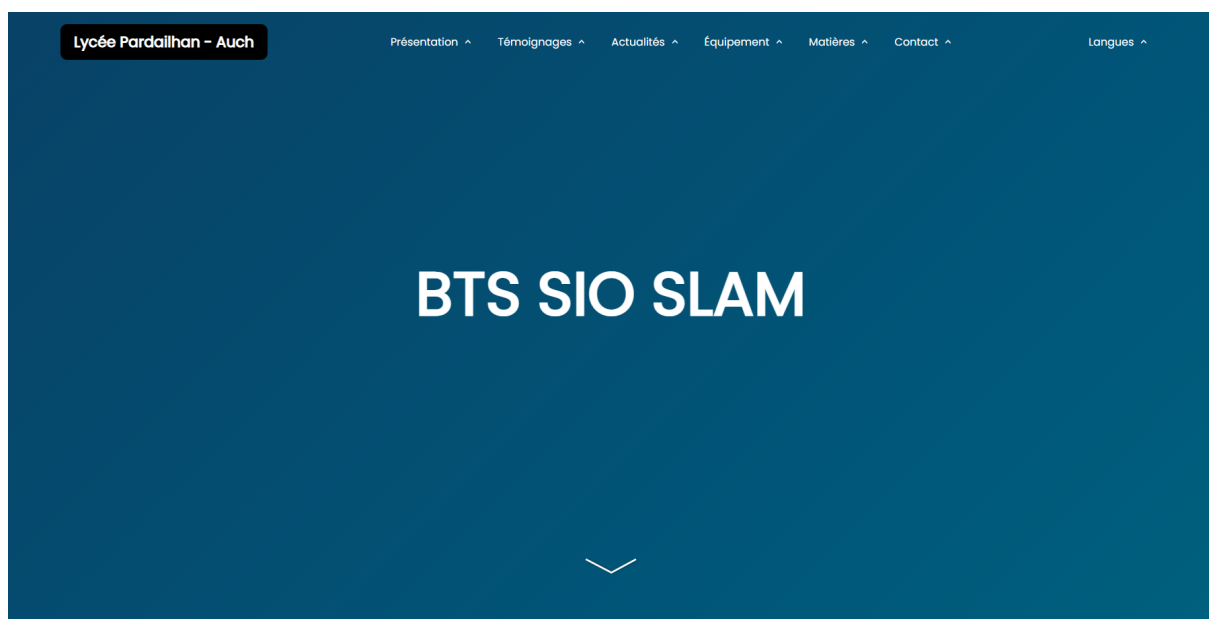 Lycée Pardailhan - Auch
Présentation Témoignages Actualités Équipement Matières Contact Langues
BTS SIO SLAM